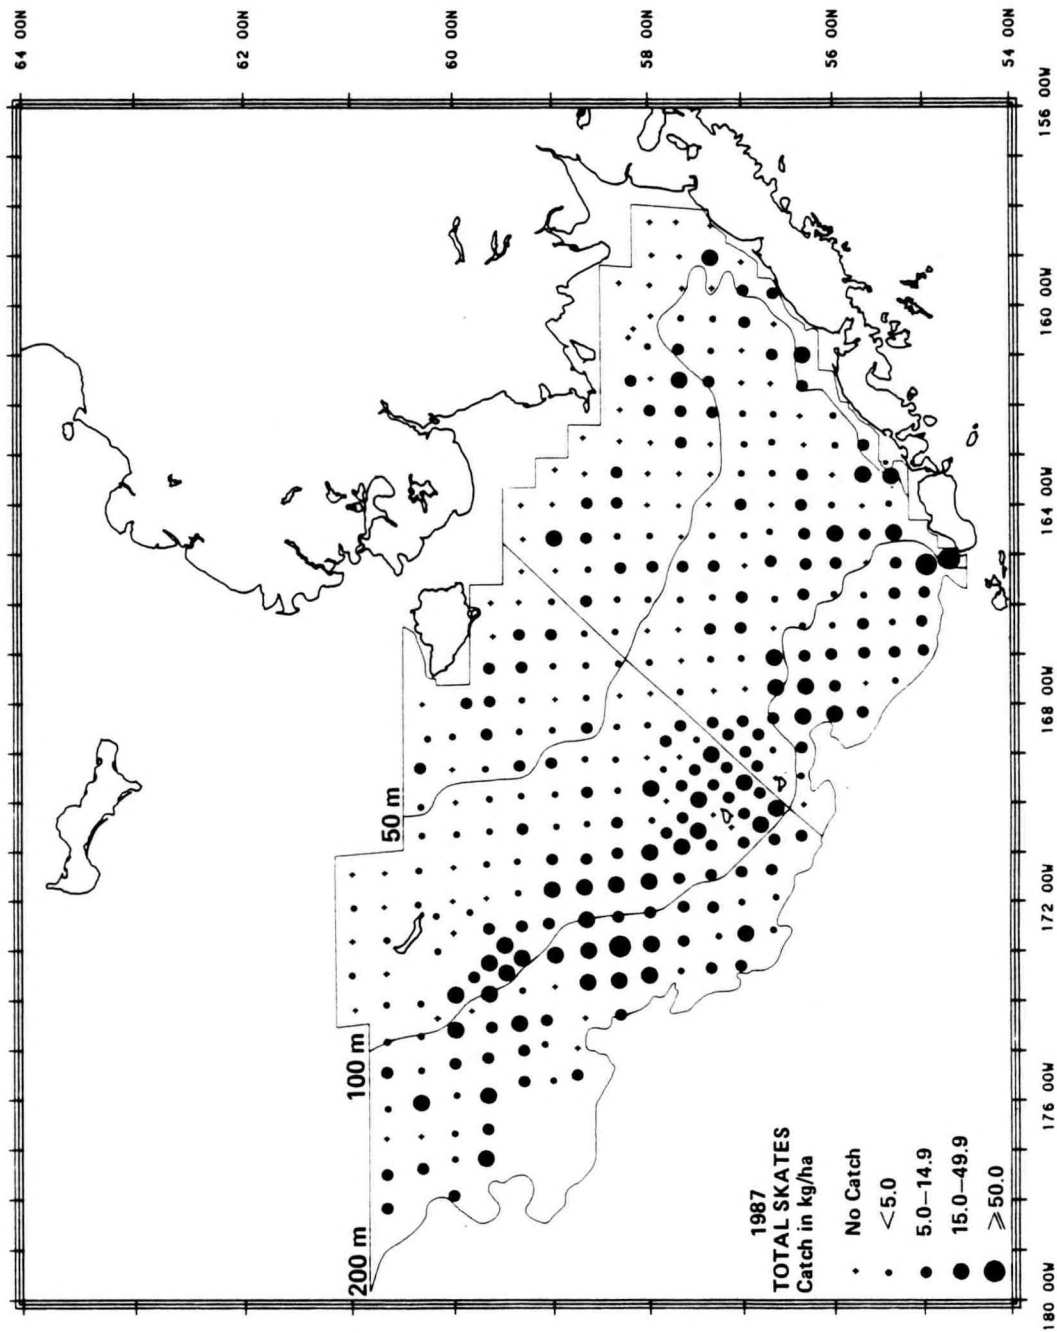 64 00N
62 00N
60 00N
58 00N
56 00N
54 00N
156 00W
160 00W
164 00W
168 00W
172 00W
176 00W
180 00W
50 m
100 m
200 m
1987
TOTAL SKATES
Catch in kg/ha
No Catch
<5.0
5.0–14.9
15.0–49.9
⩾50.0